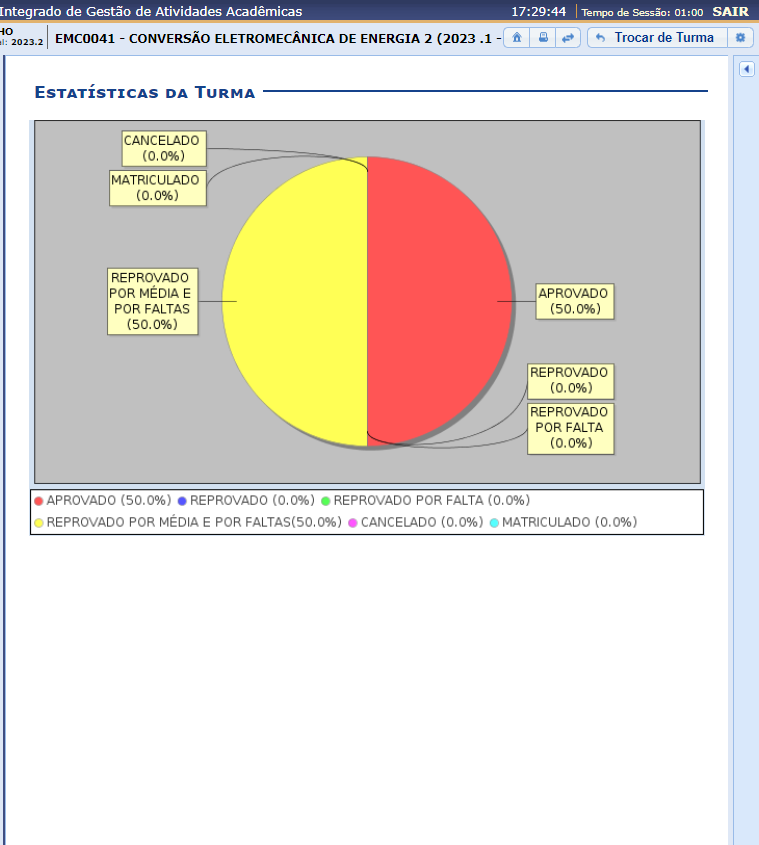 Integrado de Gestão de Atividades Acadêmicas 17:29:44 Tempo de Sessão: 01:00 SAIR
HO
el: 2023.2 EMC0041 - CONVERSÃO ELETROMECÂNICA DE ENERGIA 2 (2023 .1 - Trocar de Turma
Estatísticas da Turma
CANCELADO
(0.0%)
MATRICULADO
(0.0%)
REPROVADO
POR MÉDIA E
POR FALTAS
(50.0%)
APROVADO
(50.0%)
REPROVADO
(0.0%)
REPROVADO
POR FALTA
(0.0%)
APROVADO (50.0%) REPROVADO (0.0%) REPROVADO POR FALTA (0.0%)
REPROVADO POR MÉDIA E POR FALTAS(50.0%) CANCELADO (0.0%) MATRICULADO (0.0%)